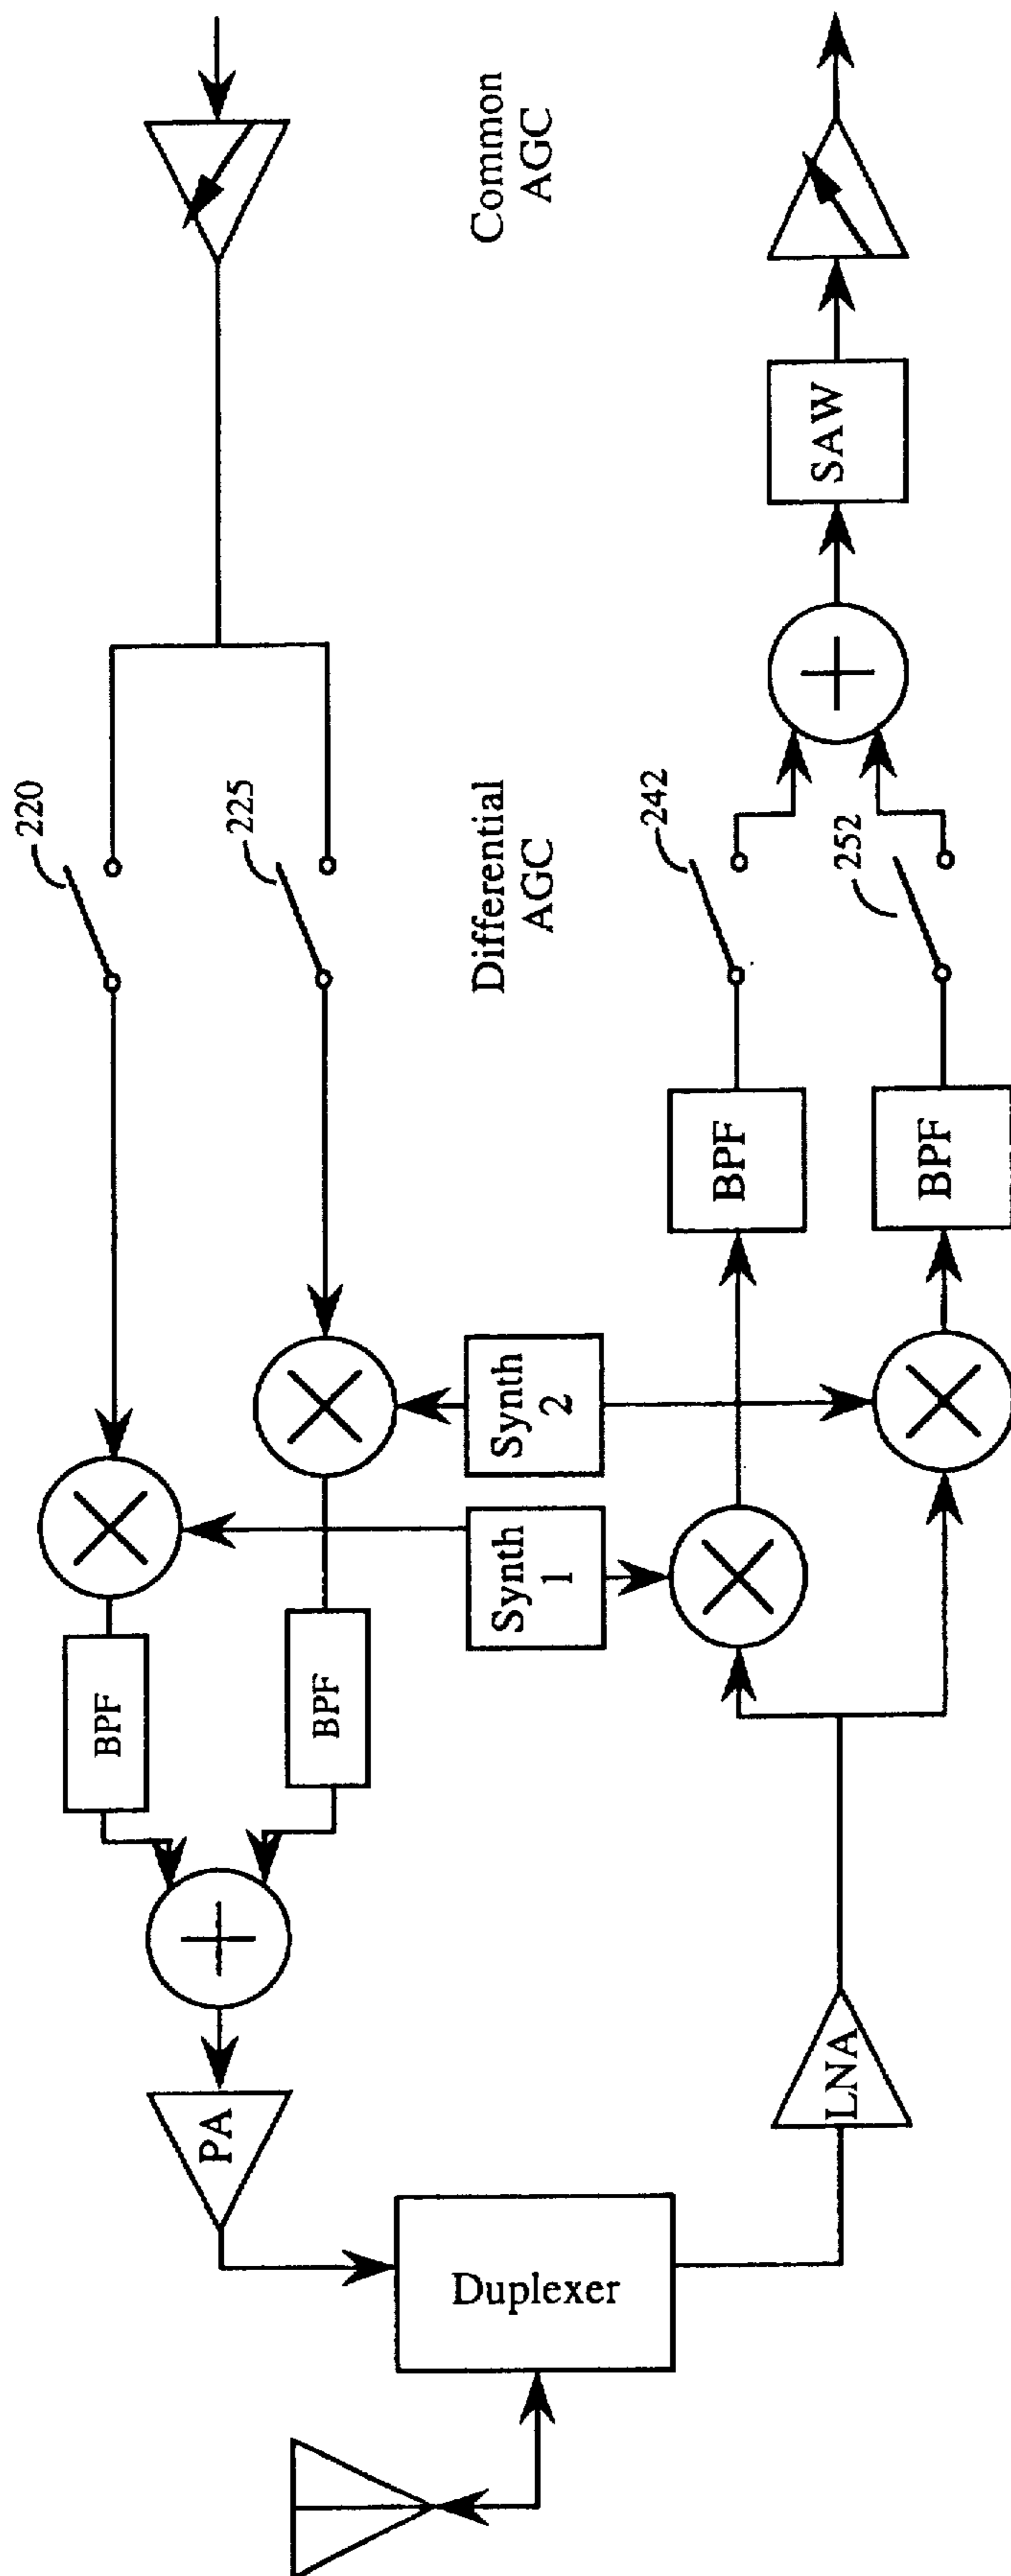 Common
AGC
220
225
Differential
AGC
242
252
SAW
BPF
BPF
Synth
2
Synth
1
BPF
BPF
PA
LNA
Duplexer